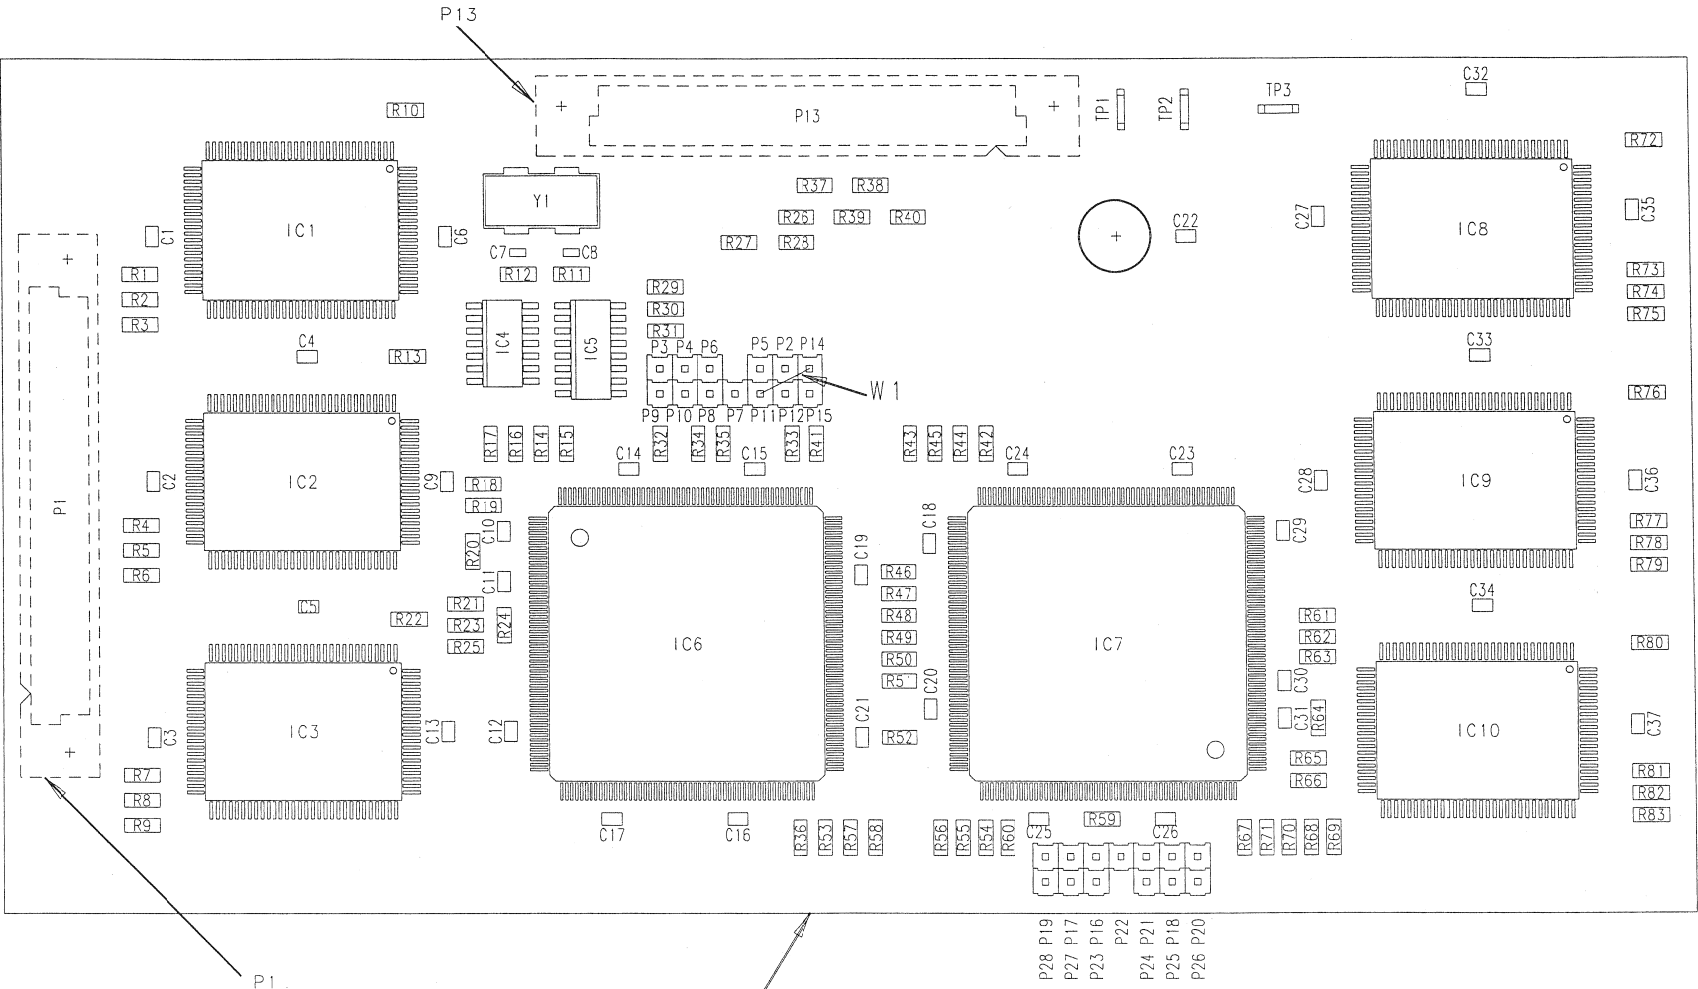 P13
C32
TP3
P13
TP1
TP2
R10
R72
R37 R38
Y1
R26 R39 R40
C27
C35
IC1
C1
C6
C22
IC8
R27 R28
C7 C8
R1
R12 R11
R73
R2
R29
R74
R3
R30
R75
R31
C4
IC4
IC5
P3 P4 P6 P5 P2 P14
C33
R13
W1
R76
P9 P10 P8 P7 P11 P12 P15
R17 R16 R14 R15
R32 R34 R35 R33 R41
R43 R45 R44 R42
C14 C15 C24 C23
C2
IC2
C9
R18
C28
IC9
C36
P1
R19
R4
C10
C18
C29
R77
R5
R20
C19
R78
R6
C11
R46
R79
R47
C34
C5
R21
R48
R61
R22
R23
R24
R49
R62
R80
R25
IC6
IC7
R50
R63
R5
C20
C30
C3
IC3
C13
C12
C21
R52
C31
R64
IC10
C37
R65
R7
R66
R81
R8
R82
R9
R83
C17 C16
R36 R53 R57 R58
R56 R55 R54 R60
C25
R59
C26
R67 R71 R70 R68 R69
P19 P17 P16 P22 P21 P18 P20
P28 P27 P23 P24 P25 P26
P1